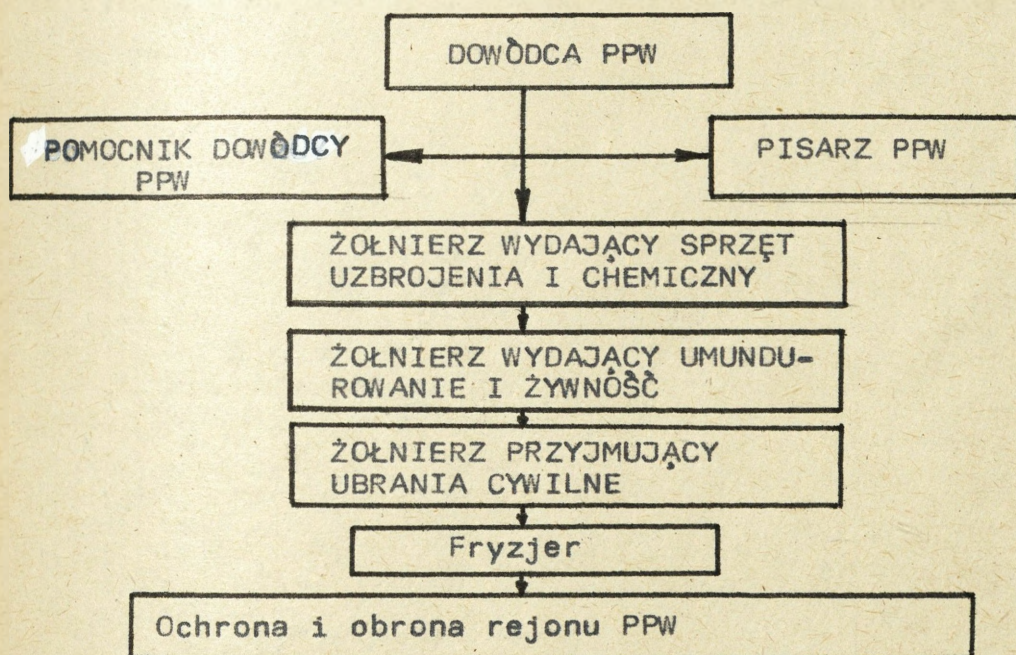 DOWÓDCA PPW
POMOCNIK DOWÓDCY
PPW
PISARZ PPW
ŻOŁNIERZ WYDAJĄCY SPRZĘT
UZBROJENIA I CHEMICZNY
ŻOŁNIERZ WYDAJĄCY UMUNDU-
ROWANIE I ŻYWNOŚĆ
ŻOŁNIERZ PRZYJMUJĄCY
UBRANIA CYWILNE
Fryzjer
Ochrona i obrona rejonu PPW